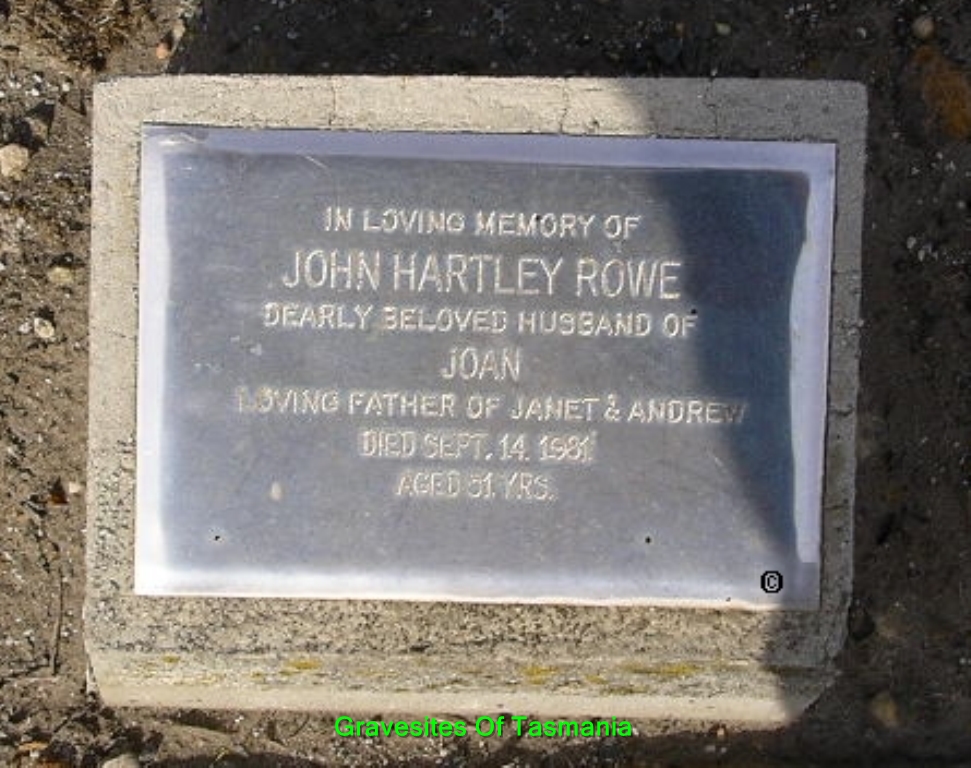 IN LOVING MEMORY OF
JOHN HARTLEY ROWE
DEARLY BELOVED HUSBAND OF
JOAN
LOVING FATHER OF JANET & ANDREW
DIED SEPT. 14. 1981
AGED 51 YRS.
©
Gravesites Of Tasmania